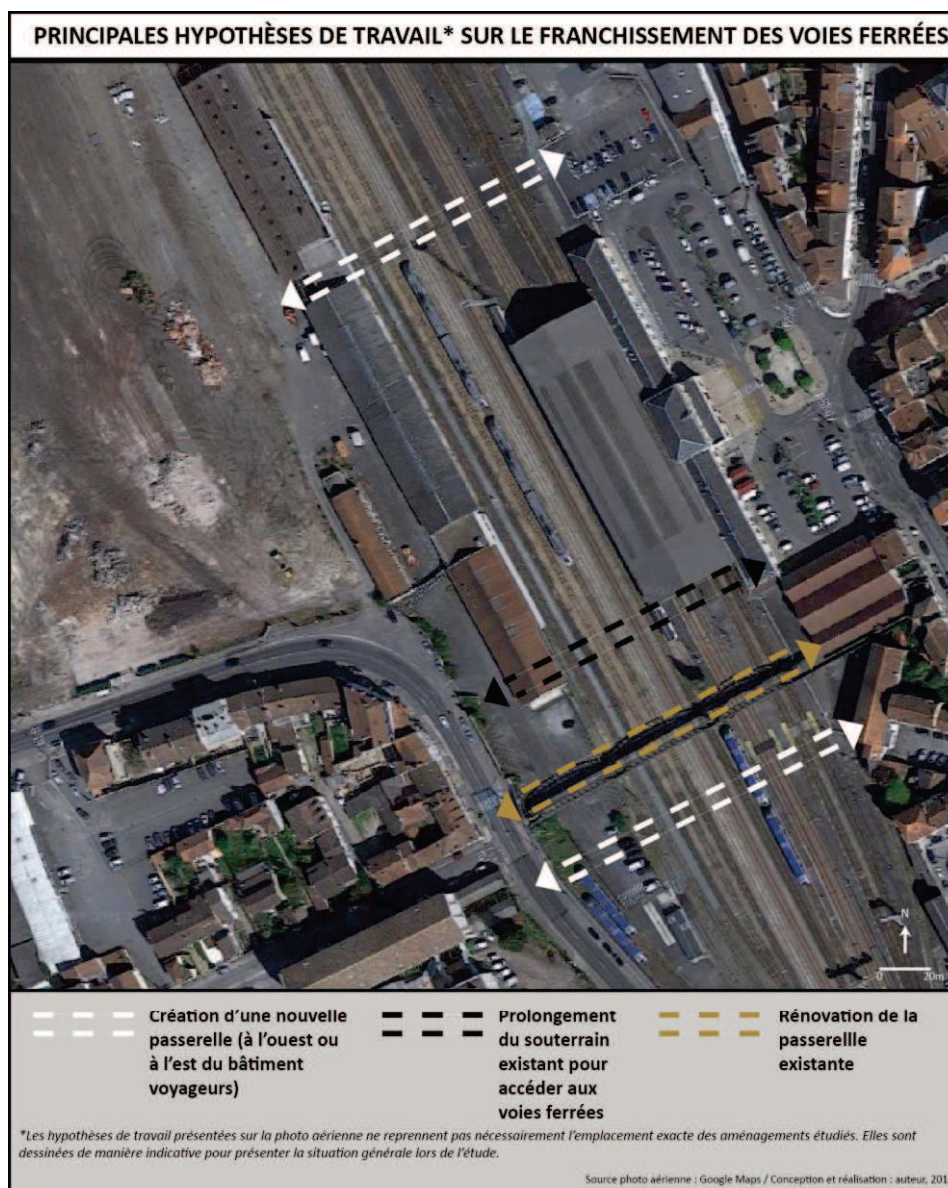 PRINCIPALES HYPOTHÈSES DE TRAVAIL* SUR LE FRANCHISSEMENT DES VOIES FERRÉES
N
0 20m
Création d'une nouvelle
passerelle (à l'ouest ou
à l'est du bâtiment
voyageurs)
Prolongement
du souterrain
existant pour
accéder aux
voies ferrées
Rénovation de la
passereillle
existante
*Les hypothèses de travail présentées sur la photo aérienne ne reprennent pas nécessairement l'emplacement exacte des aménagements étudiés. Elles sont
dessinées de manière indicative pour présenter la situation générale lors de l'étude.
Source photo aérienne : Google Maps / Conception et réalisation : auteur, 201